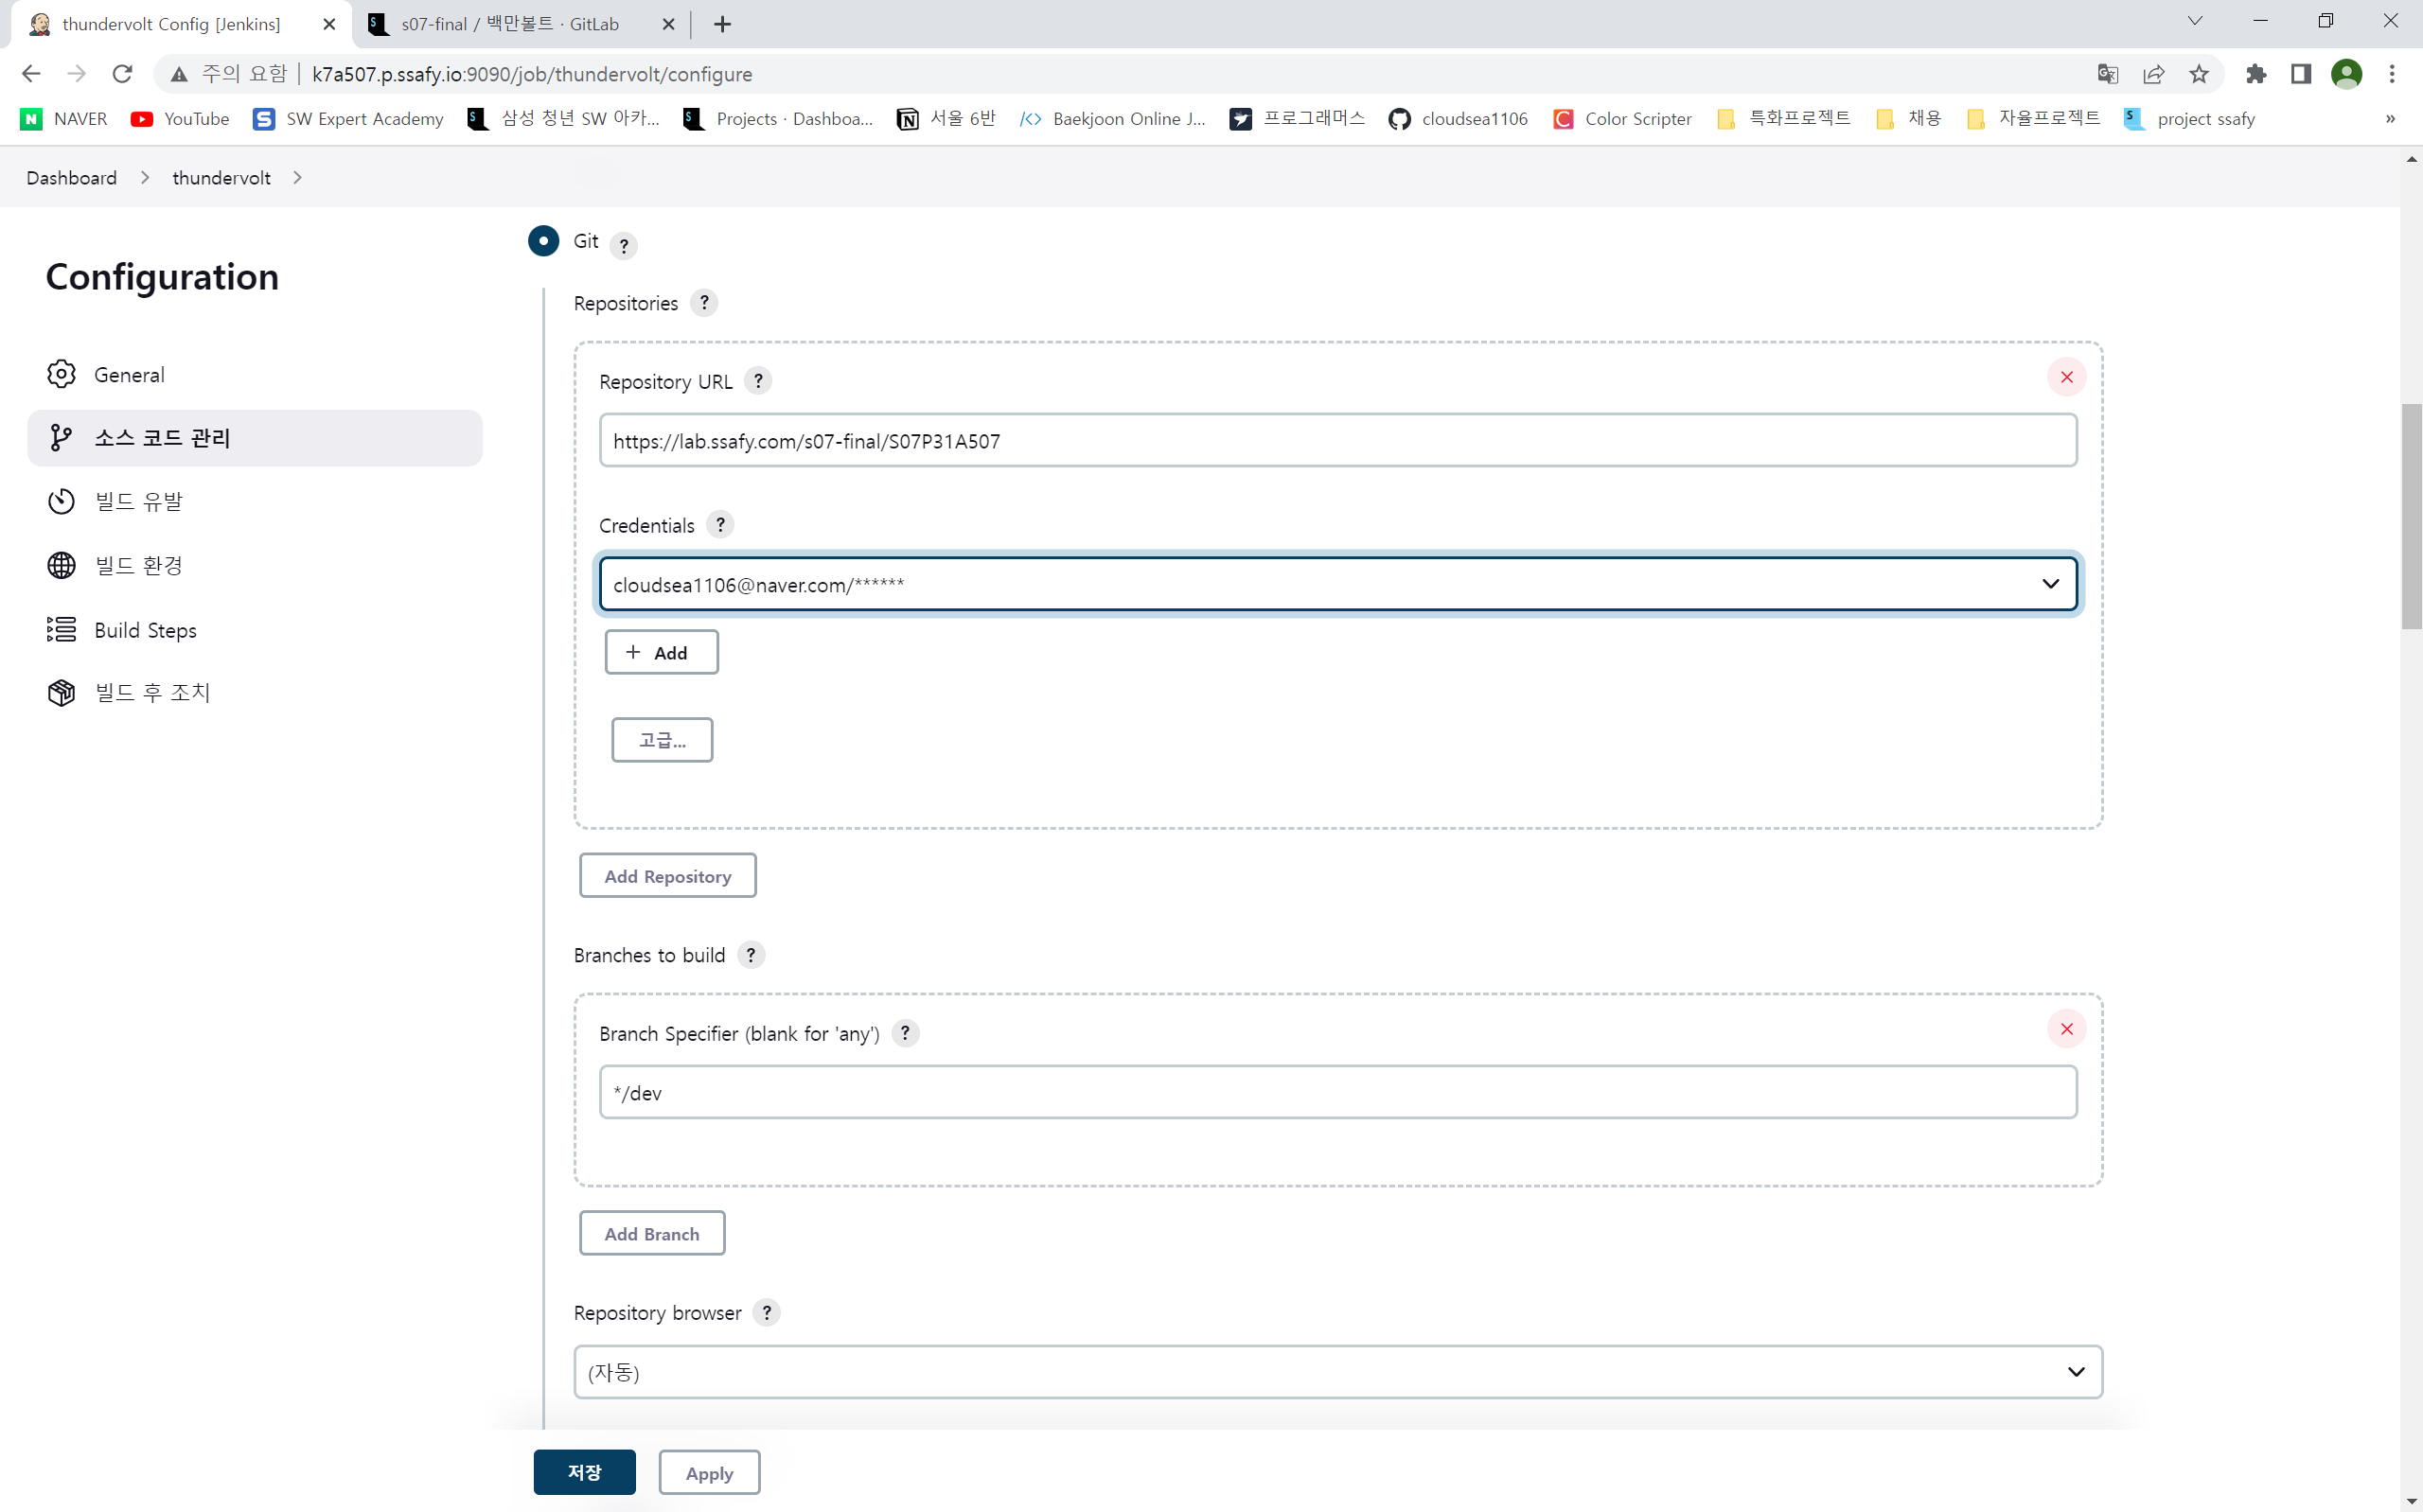 thundervolt Config [Jenkins]
s07-final / 백만볼트 · GitLab
주의 요함
k7a507.p.ssafy.io:9090/job/thundervolt/configure
NAVER
YouTube
SW Expert Academy
삼성 청년 SW 아카...
Projects · Dashboa...
서울 6반
Baekjoon Online J...
프로그래머스
cloudsea1106
Color Scripter
특화프로젝트
채용
자율프로젝트
project ssafy
»
Dashboard
thundervolt
Configuration
General
소스 코드 관리
빌드 유발
빌드 환경
Build Steps
빌드 후 조치
Git ?
Repositories ?
Repository URL ?
https://lab.ssafy.com/s07-final/S07P31A507
Credentials ?
cloudsea1106@naver.com/******
+ Add
고급...
Add Repository
Branches to build ?
Branch Specifier (blank for 'any') ?
*/dev
Add Branch
Repository browser ?
(자동)
저장
Apply